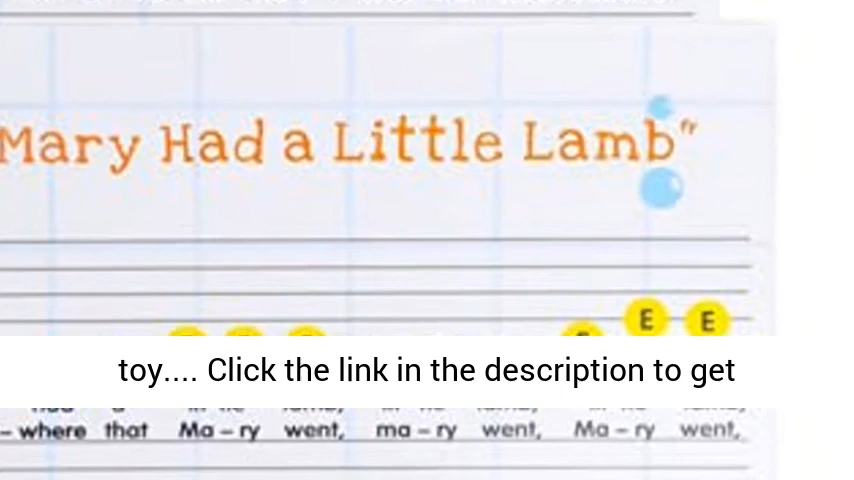 Mary Had a Little Lamb"
E E
toy.... Click the link in the description to get
- where that Ma - ry went, ma - ry went, Ma - ry went,